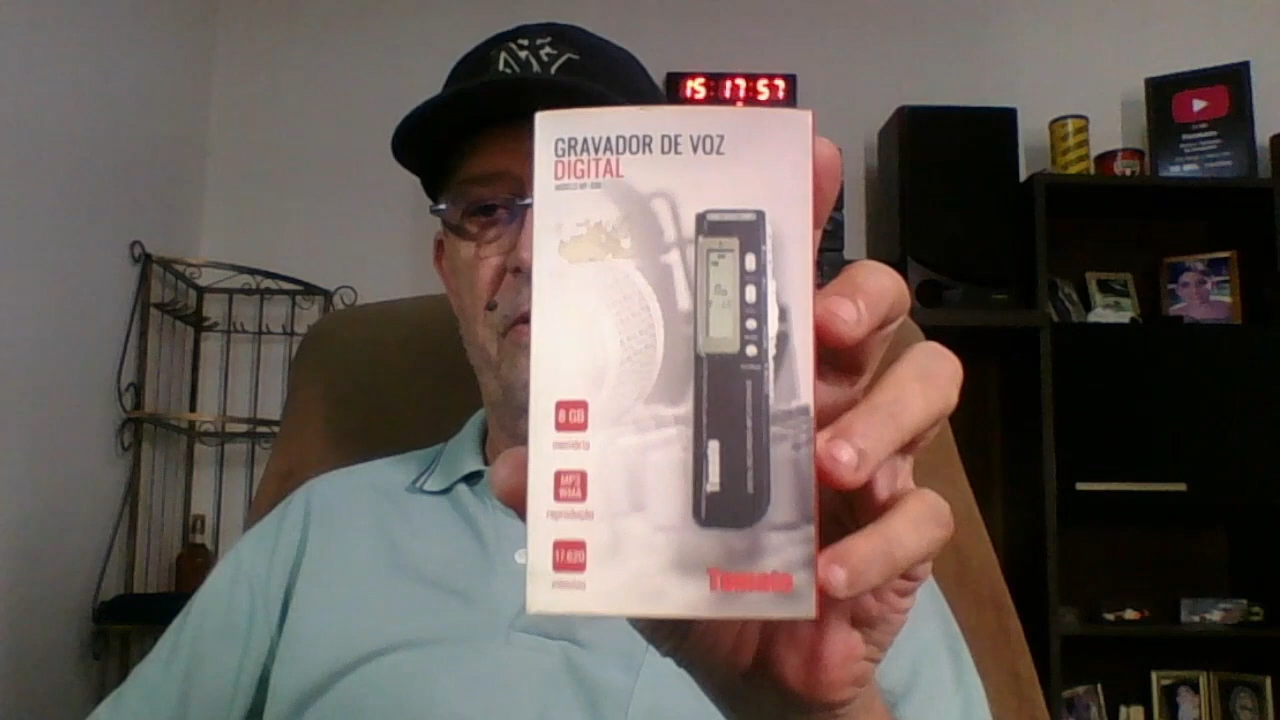 15:17:57
GRAVADOR DE VOZ
DIGITAL
8 GB
memória
MP3
WMA
reprodução
17.620
minutos
Tomate